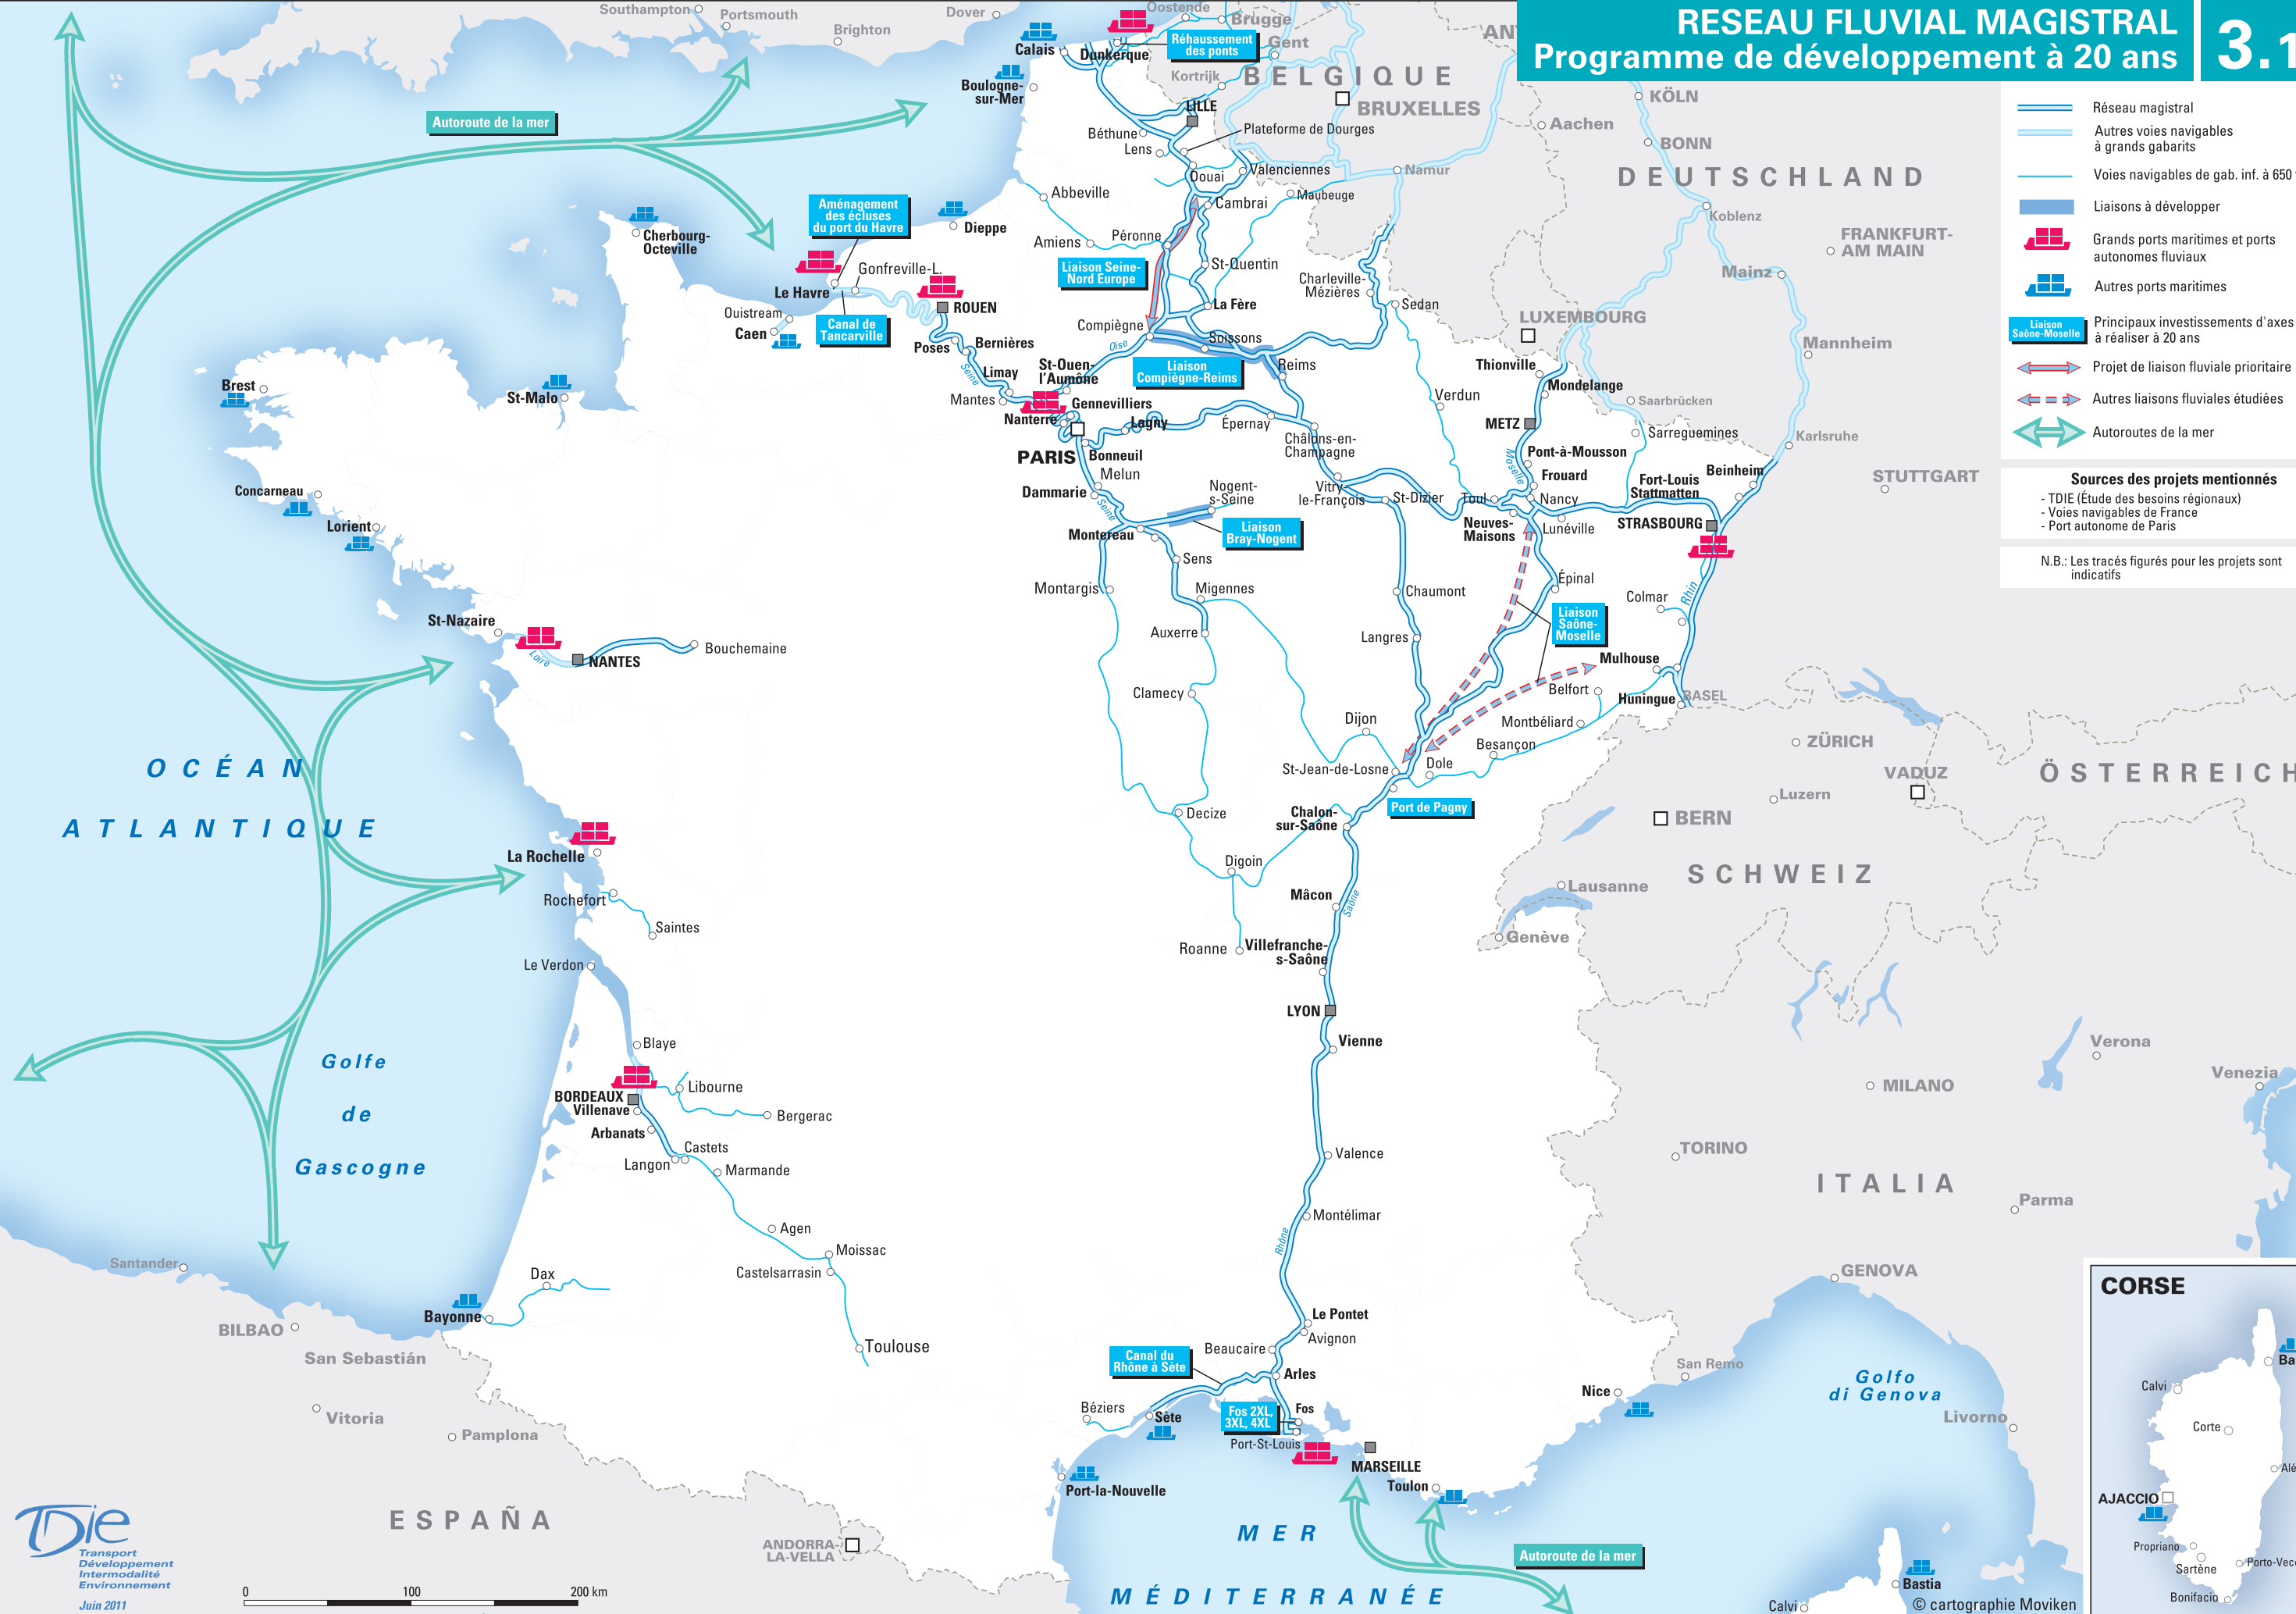 RESEAU FLUVIAL MAGISTRAL
Programme de développement à 20 ans
3.1
Réseau magistral
Autres voies navigables
à grands gabarits
Voies navigables de gab. inf. à 650
Liaisons à développer
Grands ports maritimes et ports
autonomes fluviaux
Autres ports maritimes
Liaison
Saône-Moselle
Principaux investissements d'axes
à réaliser à 20 ans
Projet de liaison fluviale prioritaire
Autres liaisons fluviales étudiées
Autoroutes de la mer
Sources des projets mentionnés
- TDIE (Étude des besoins régionaux)
- Voies navigables de France
- Port autonome de Paris
N.B.: Les tracés figurés pour les projets sont
indicatifs
Southampton
Portsmouth
Brighton
Dover
Oostende
Brugge
Gent
Kortrijk
BELGIQUE
BRUXELLES
Namur
Aachen
KÖLN
BONN
DEUTSCHLAND
Koblenz
FRANKFURT-
AM MAIN
Mainz
Mannheim
LUXEMBOURG
Saarbrücken
Karlsruhe
STUTTGART
Autoroute de la mer
Calais
Dunkerque
Réhaussement
des ponts
Boulogne-
sur-Mer
LILLE
Béthune
Lens
Plateforme de Dourges
Douai
Valenciennes
Maubeuge
Cambrai
Abbeville
Amiens
Péronne
St-Quentin
Liaison Seine-
Nord Europe
La Fère
Charleville-
Mézières
Sedan
Compiègne
Oise
Soissons
Reims
Liaison
Compiègne-Reims
Cherbourg-
Octeville
Aménagement
des écluses
du port du Havre
Dieppe
Gonfreville-L.
Le Havre
Ouistream
Caen
Canal de
Tancarville
ROUEN
Poses
Bernières
Seine
Limay
Mantes
St-Ouen-
l'Aumône
Gennevilliers
Nanterre
PARIS
Lagny
Bonneuil
Melun
Dammarie
Seine
Épernay
Châlons-en-
Champagne
Vitry-
le-François
St-Dizier
Nogent-
s-Seine
Liaison
Bray-Nogent
Montereau
Sens
Montargis
Migennes
Auxerre
Clamecy
Verdun
Thionville
Mondelange
METZ
Moselle
Pont-à-Mousson
Frouard
Toul
Nancy
Neuves-
Maisons
Lunéville
Sarreguemines
Fort-Louis
Stattmatten
Beinheim
STRASBOURG
Épinal
Colmar
Rhin
Chaumont
Langres
Liaison
Saône-
Moselle
Mulhouse
Belfort
Huningue
BASEL
Montbéliard
Besançon
Dijon
St-Jean-de-Losne
Dole
Port de Pagny
Decize
Chalon-
sur-Saône
Digoin
Mâcon
Saône
Roanne
Villefranche-
s-Saône
LYON
Vienne
Valence
Montélimar
Rhône
Le Pontet
Avignon
Beaucaire
Canal du
Rhône à Sète
Arles
Béziers
Sète
Fos 2XL,
3XL, 4XL
Fos
Port-St-Louis
MARSEILLE
Toulon
Nice
Port-la-Nouvelle
Brest
St-Malo
Concarneau
Lorient
St-Nazaire
Loire
NANTES
Bouchemaine
La Rochelle
Rochefort
Saintes
Le Verdon
Blaye
Libourne
BORDEAUX
Villenave
Bergerac
Arbanats
Castets
Langon
Marmande
Agen
Moissac
Castelsarrasin
Toulouse
Dax
Bayonne
OCÉAN
ATLANTIQUE
Golfe
de
Gascogne
Santander
BILBAO
San Sebastián
Vitoria
Pamplona
ESPAÑA
ANDORRA-
LA-VELLA
ZÜRICH
VADUZ
ÖSTERREICH
Luzern
BERN
SCHWEIZ
Lausanne
Genève
Verona
Venezia
MILANO
TORINO
ITALIA
Parma
GENOVA
San Remo
Golfo
di Genova
Livorno
MER
MÉDITERRANÉE
Autoroute de la mer
CORSE
Calvi
Corte
AJACCIO
Propriano
Sartène
Bonifacio
Bastia
Calvi
© cartographie Moviken
TDie
Transport
Développement
Intermodalité
Environnement
Juin 2011
0 100 200 km